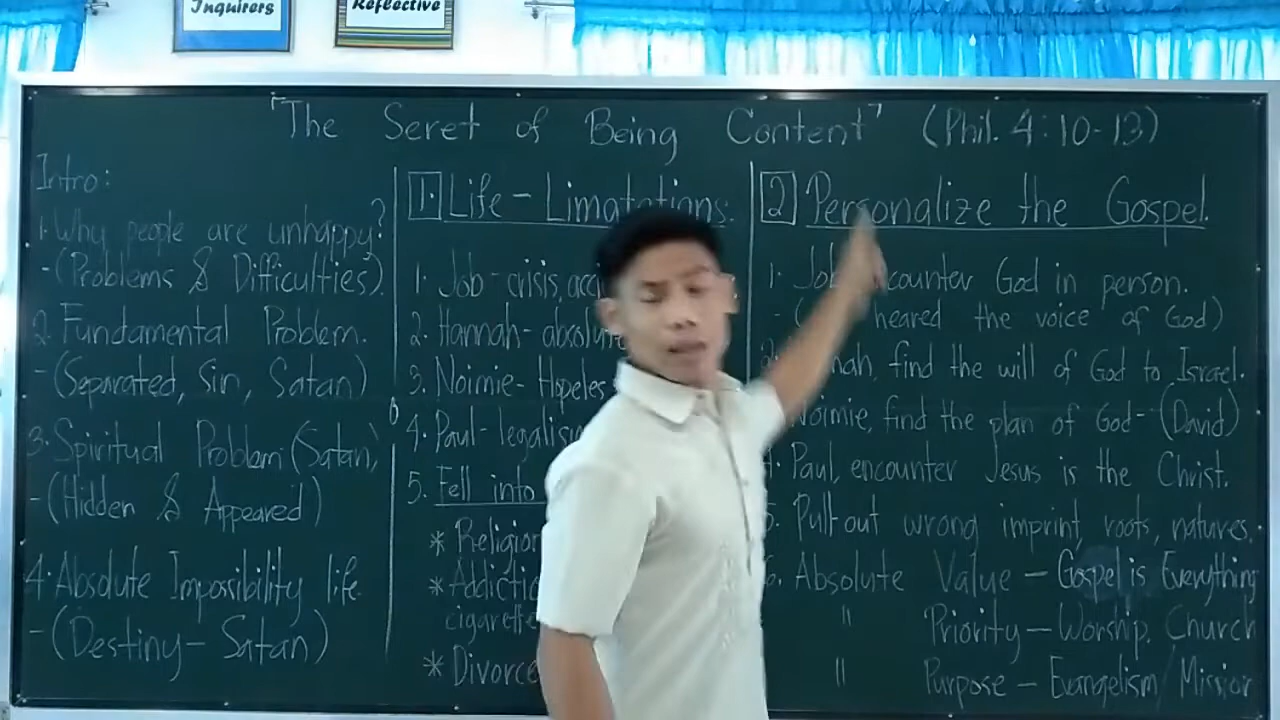 Inquirers
Reflective
"The Seret of Being Content" (Phil. 4:10-13)
Intro:
1. Why people are unhappy?
- (Problems & Difficulties).
2. Fundamental Problem.
- (Separated, Sin, Satan)
3. Spiritual Problem (Satan)
- (Hidden & Appeared)
4. Absolute Impossibility life.
- (Destiny - Satan)
1. Life - Limatations.
1. Job - crisis,
2. Hannah -
3. Noimie - Hopeles
4. Paul -
5. Fell into
* Religion
*
cigarette
* Divorce
2 Personalize the Gospel.
1. Job God in person.
- ( heared the voice of God)
find the will of God to Israel.
Noimie, find the plan of God - (David)
4. Paul, encounter Jesus is the Christ.
5. Pull-out wrong imprint, roots, natures.
6. Absolute Value - Gospel is Everything
" Priority - Worship, Church
" Purpose - Evangelism/Mission